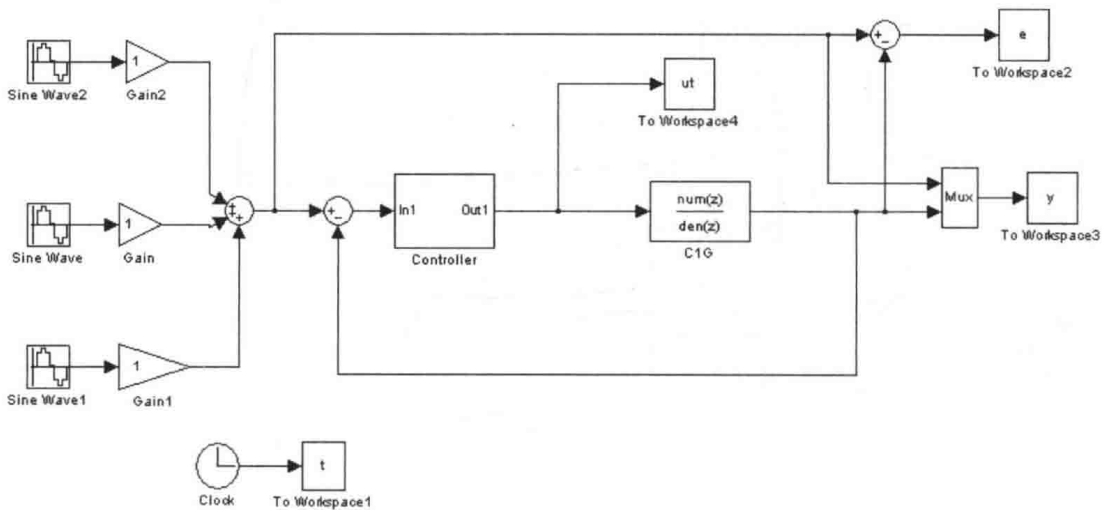 e
To Workspace2
1
Sine Wave2
Gain2
ut
To Workspace4
+
-
+
+
+
+
-
In1
Out1
Controller
num(z)
den(z)
C1G
Mux
y
To Workspace3
1
Sine Wave
Gain
1
Sine Wave1
Gain1
t
Clock
To Workspace1